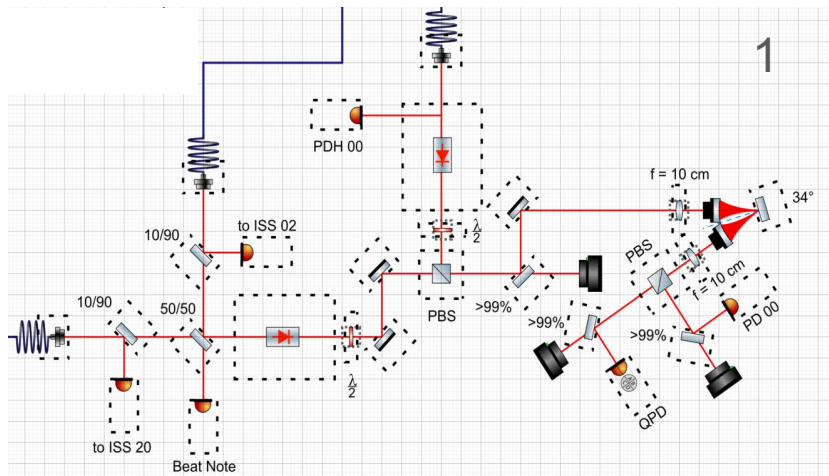 1
PDH 00
f = 10 cm
34°
to ISS 02
10/90
λ
2
PBS
10/90
50/50
PBS
f = 10 cm
>99%
>99%
>99%
PD 00
λ
2
QPD
to ISS 20
Beat Note